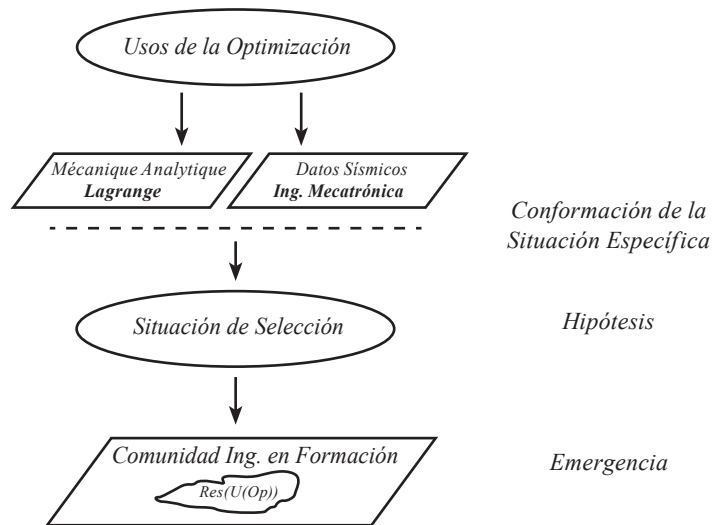 Usos de la Optimización
Mécanique Analytique
Lagrange
Datos Sísmicos
Ing. Mecatrónica
Conformación de la
Situación Específica
Situación de Selección
Hipótesis
Comunidad Ing. en Formación
Res(U(Op))
Emergencia